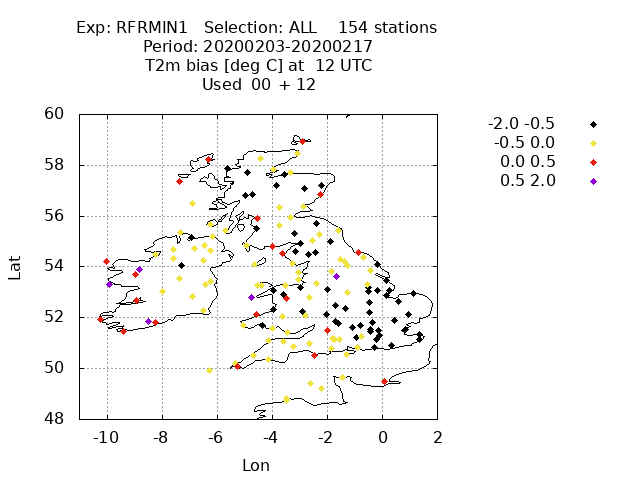 Exp: RFRMIN1   Selection: ALL    154 stations
Period: 20200203-20200217
T2m bias [deg C] at  12 UTC
Used  00  + 12
-2.0 -0.5
-0.5 0.0
0.0 0.5
0.5 2.0
60
58
56
54
52
50
48
Lat
-10 -8 -6 -4 -2 0 2
Lon